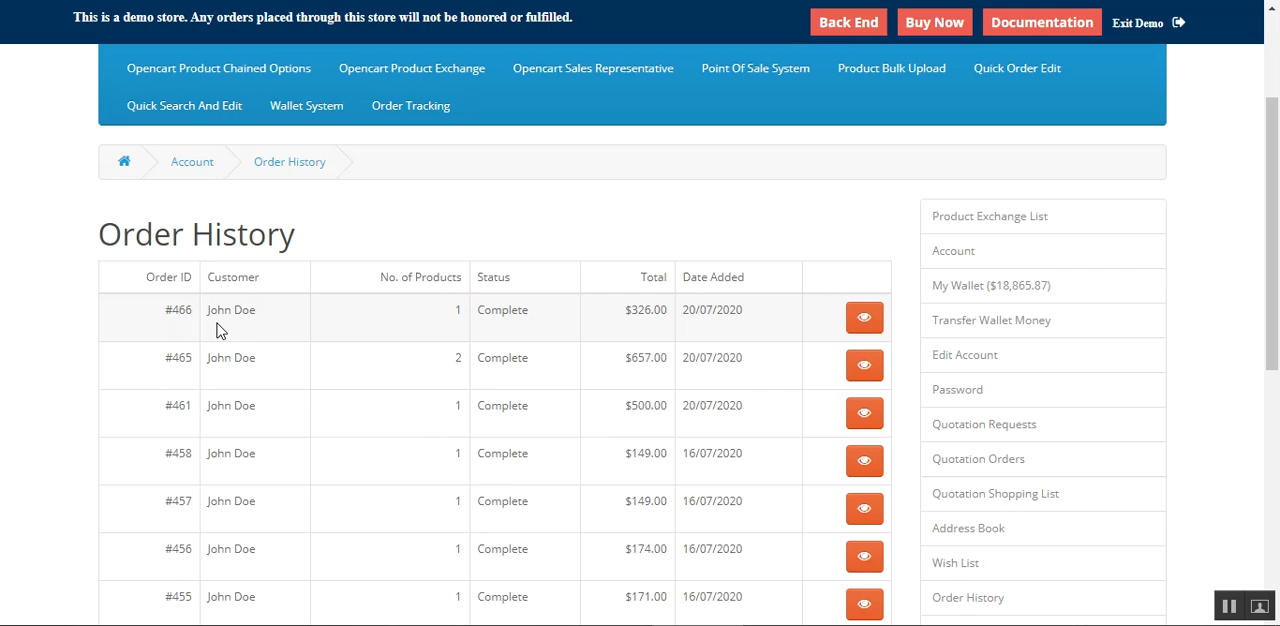 This is a demo store. Any orders placed through this store will not be honored or fulfilled.
Back End
Buy Now
Documentation
Exit Demo
Opencart Product Chained Options
Opencart Product Exchange
Opencart Sales Representative
Point Of Sale System
Product Bulk Upload
Quick Order Edit
Quick Search And Edit
Wallet System
Order Tracking
Account
Order History
Order History
Order ID Customer No. of Products Status Total Date Added
#466 John Doe 1 Complete $326.00 20/07/2020
#465 John Doe 2 Complete $657.00 20/07/2020
#461 John Doe 1 Complete $500.00 20/07/2020
#458 John Doe 1 Complete $149.00 16/07/2020
#457 John Doe 1 Complete $149.00 16/07/2020
#456 John Doe 1 Complete $174.00 16/07/2020
#455 John Doe 1 Complete $171.00 16/07/2020
Product Exchange List
Account
My Wallet ($18,865.87)
Transfer Wallet Money
Edit Account
Password
Quotation Requests
Quotation Orders
Quotation Shopping List
Address Book
Wish List
Order History